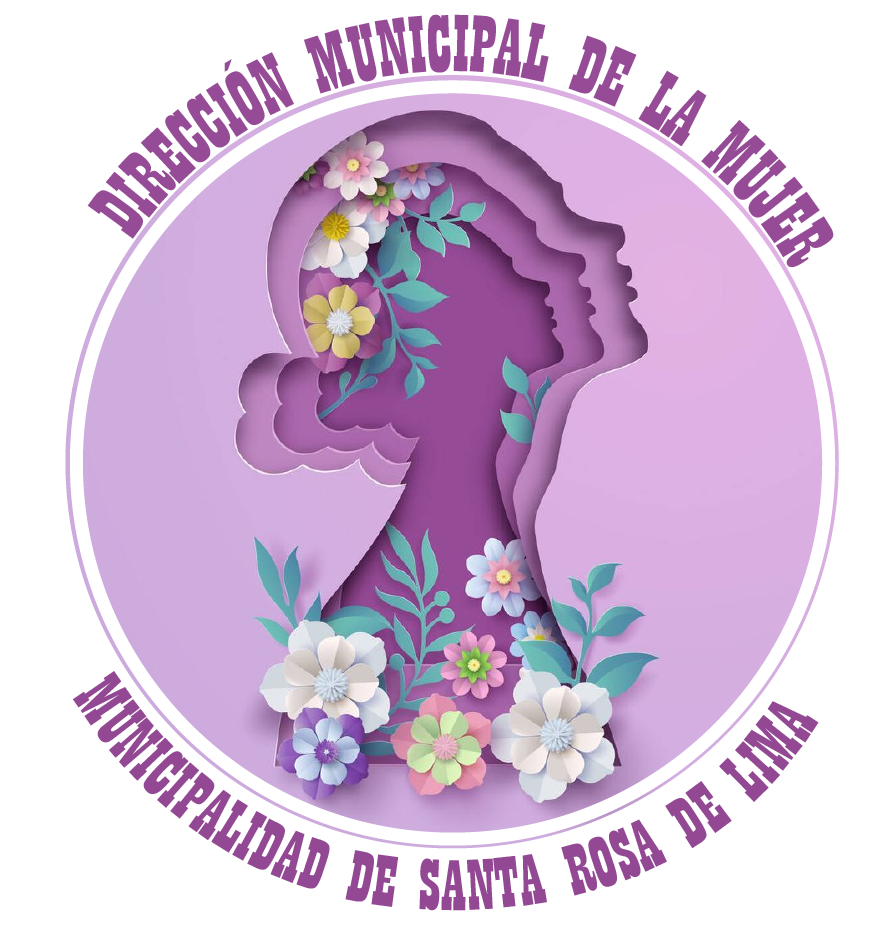 DIRECCIÓN MUNICIPAL DE LA MUJER
MUNICIPALIDAD DE SANTA ROSA DE LIMA